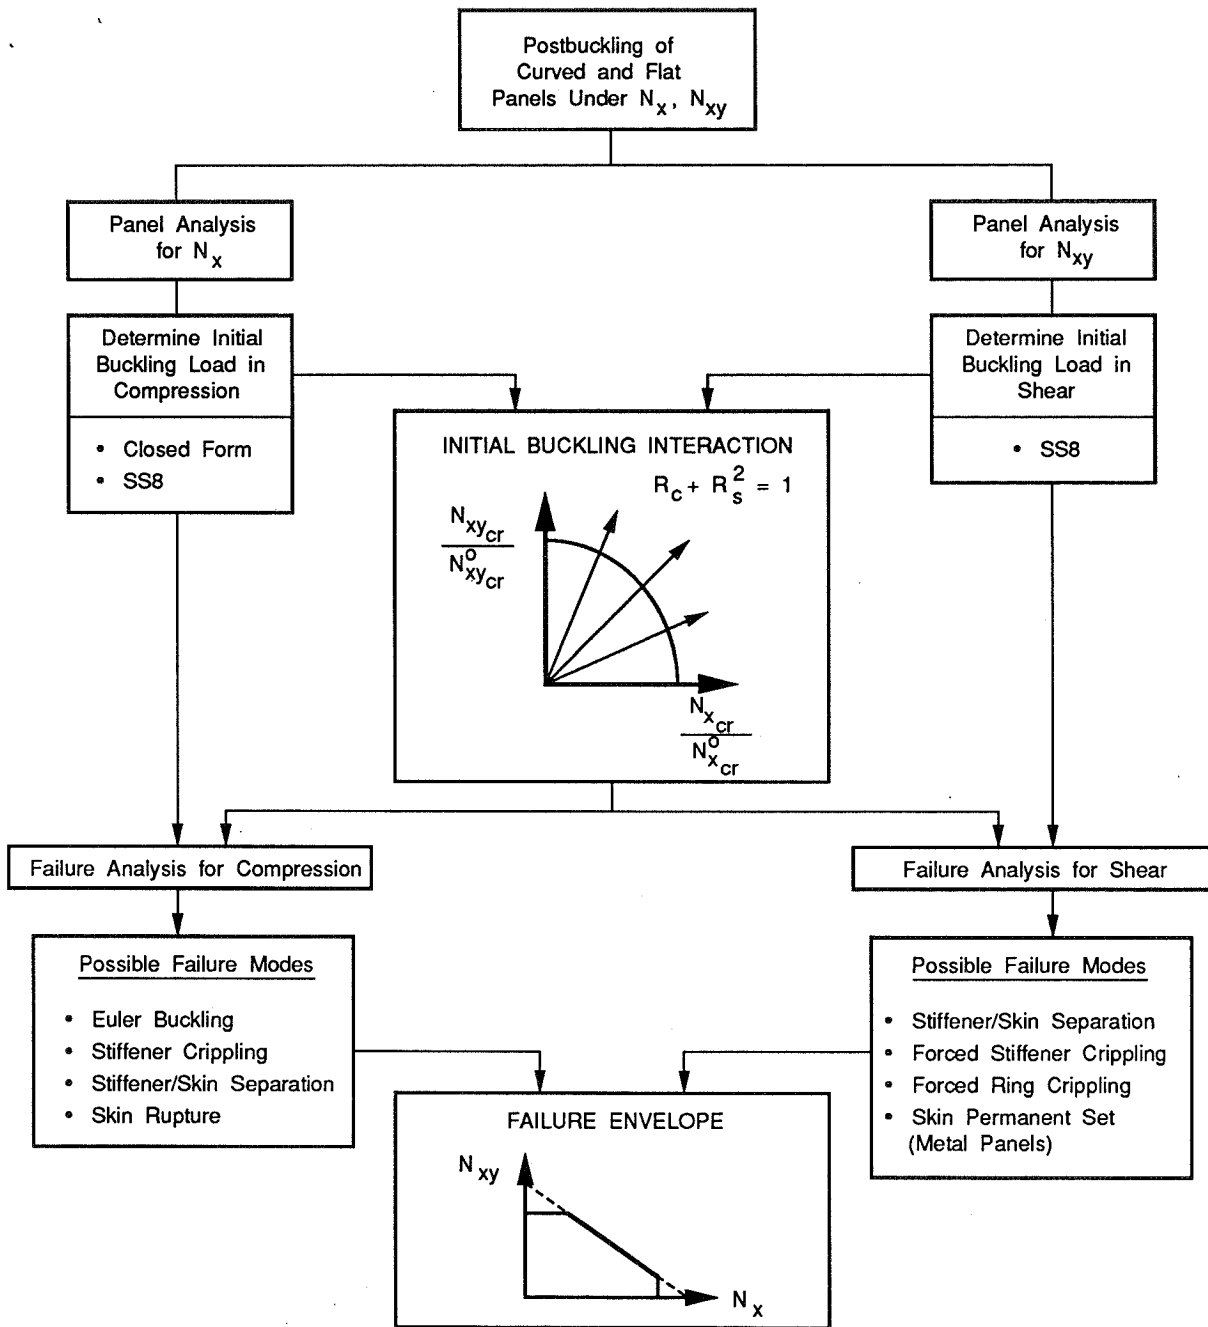 Postbuckling of
Curved and Flat
Panels Under Nx, Nxy
Panel Analysis
for Nx
Panel Analysis
for Nxy
Determine Initial
Buckling Load in
Compression
• Closed Form
• SS8
Determine Initial
Buckling Load in
Shear
• SS8
INITIAL BUCKLING INTERACTION
Rc + Rs² = 1
Nxycr
N°xycr
Nxcr
N°xcr
Failure Analysis for Compression
Failure Analysis for Shear
Possible Failure Modes
• Euler Buckling
• Stiffener Crippling
• Stiffener/Skin Separation
• Skin Rupture
Possible Failure Modes
• Stiffener/Skin Separation
• Forced Stiffener Crippling
• Forced Ring Crippling
• Skin Permanent Set
(Metal Panels)
FAILURE ENVELOPE
Nxy
Nx